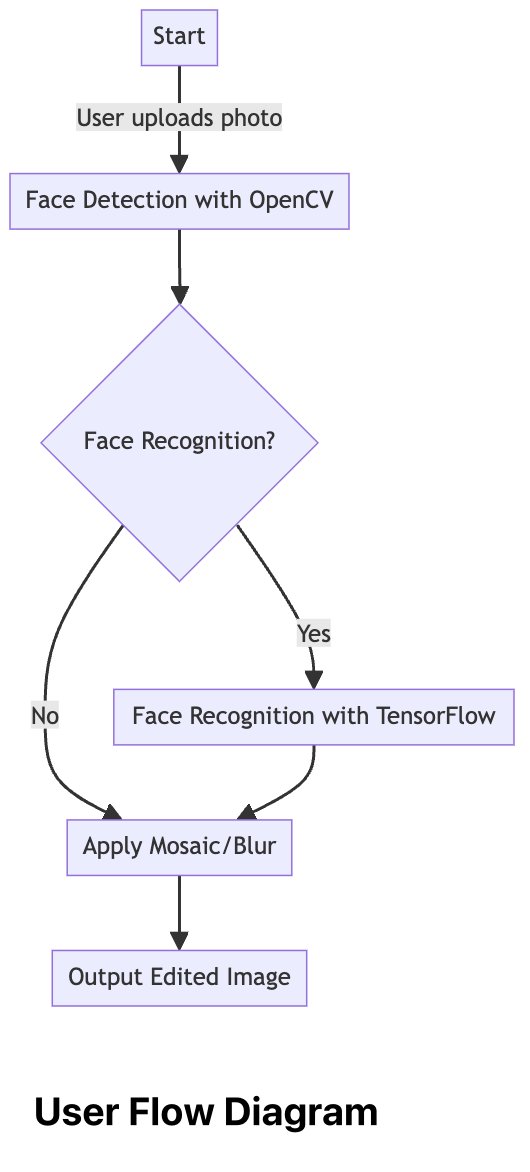 Start
User uploads photo
Face Detection with OpenCV
Face Recognition?
Yes
No
Face Recognition with TensorFlow
Apply Mosaic/Blur
Output Edited Image
User Flow Diagram